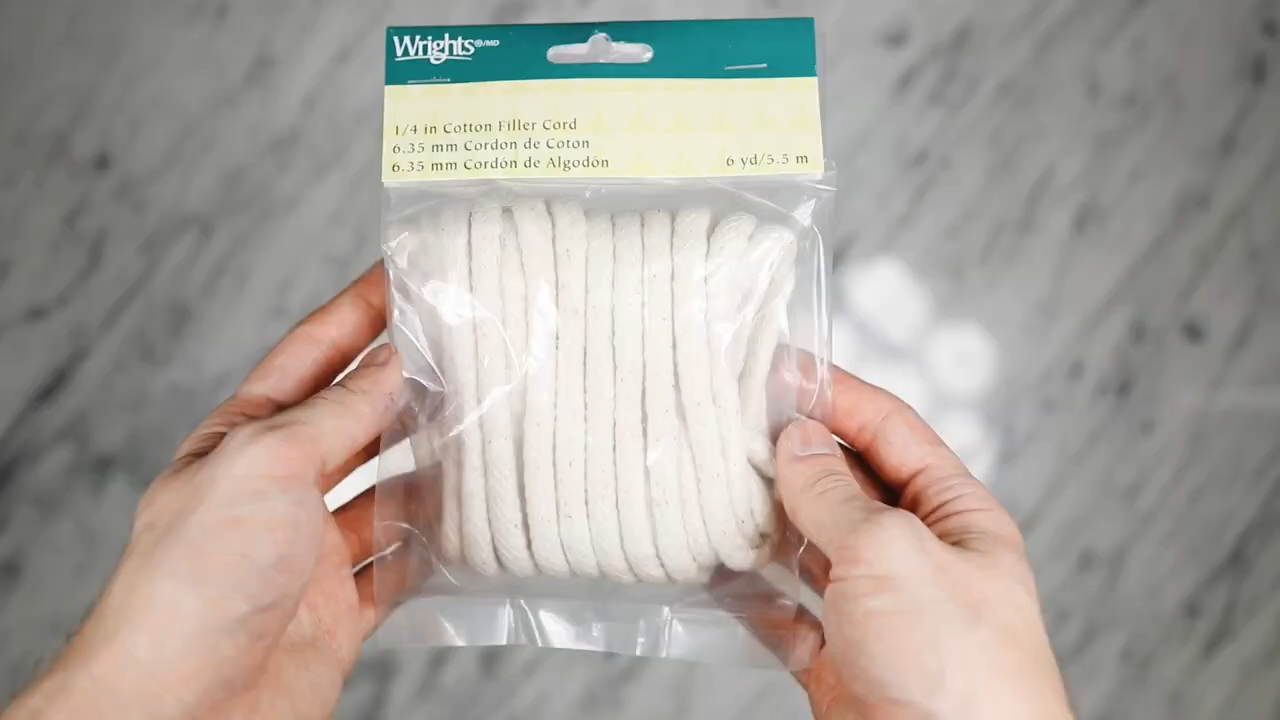 Wrights®/MD
1/4 in Cotton Filler Cord
6.35 mm Cordon de Coton
6.35 mm Cordón de Algodón
6 yd/5.5 m